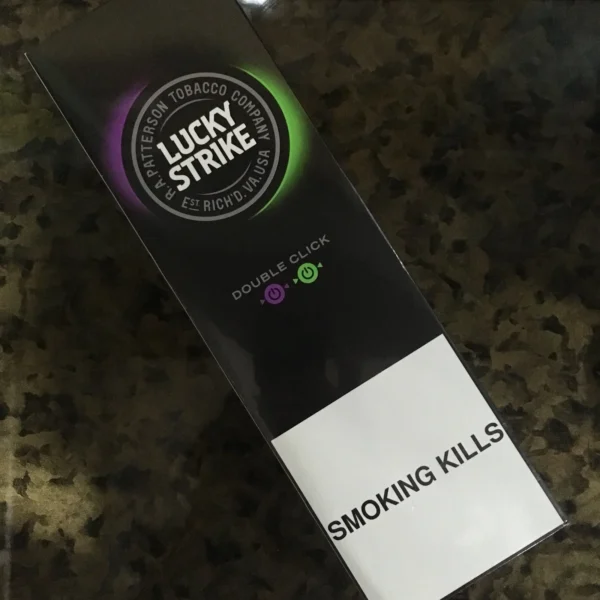 R.A.PATTERSON TOBACCO COMPANY
LUCKY
STRIKE
EST. RICH'D. VA. USA
DOUBLE CLICK
SMOKING KILLS